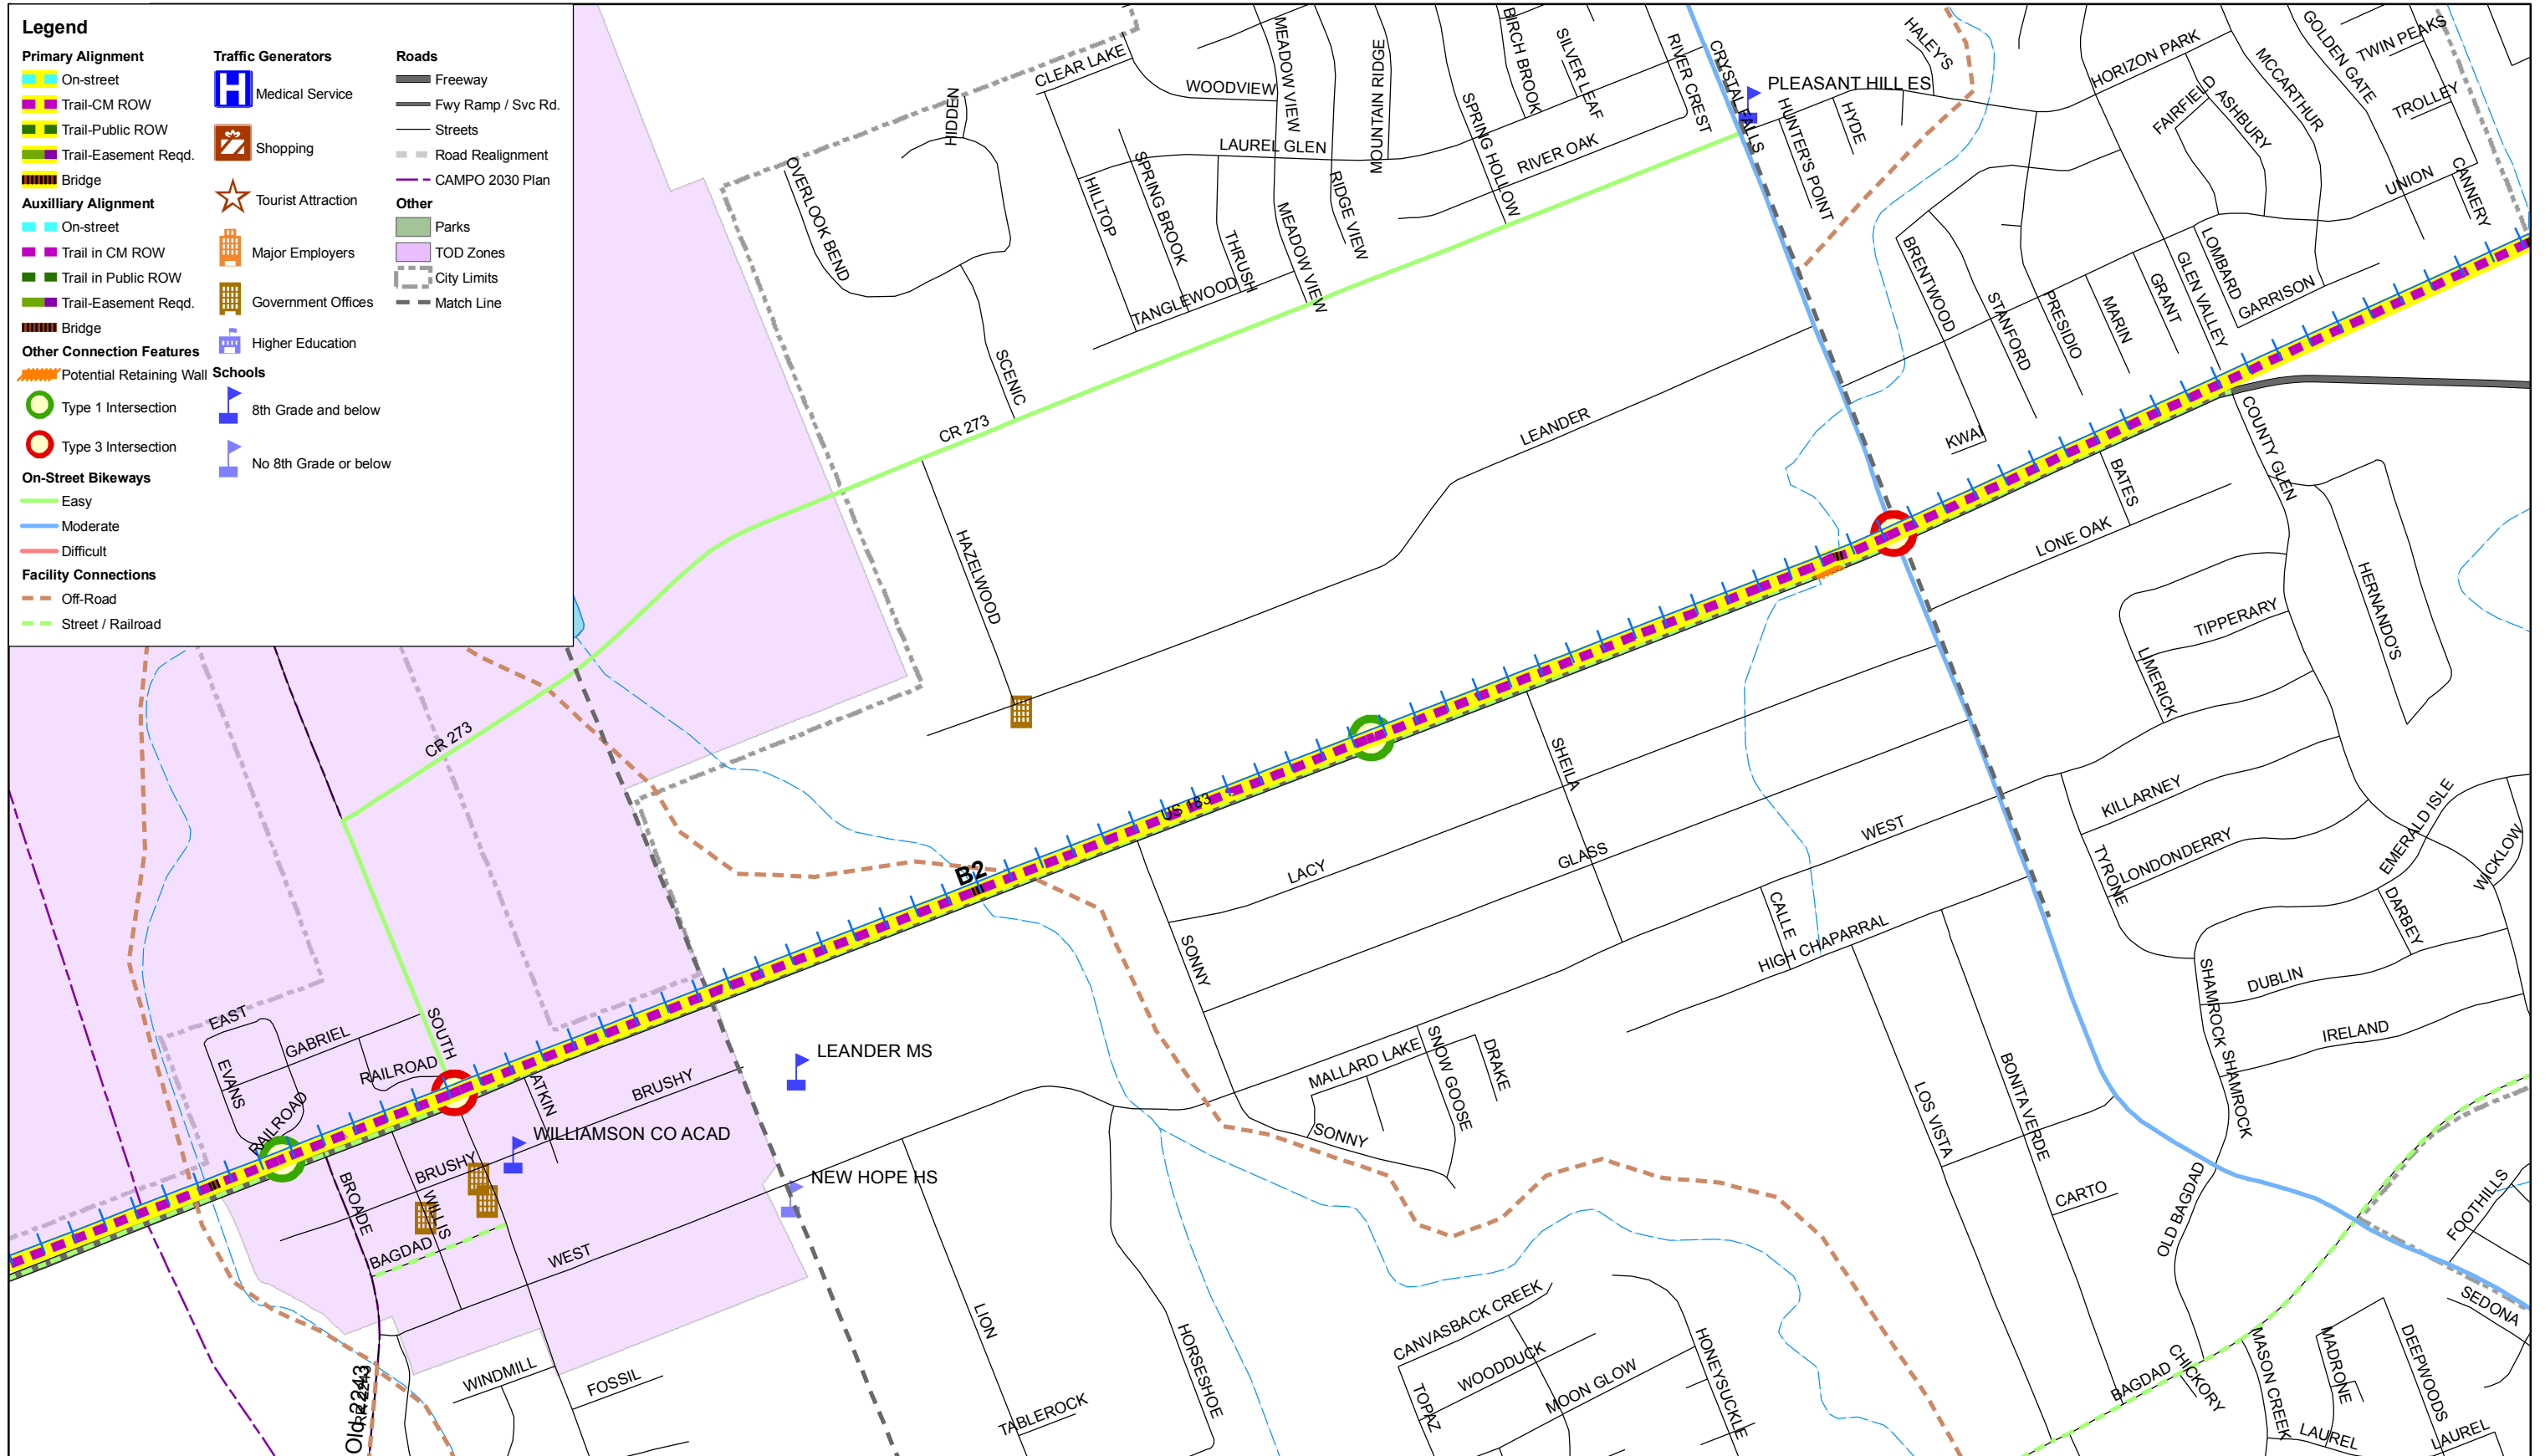 Legend
Primary Alignment
On-street
Trail-CM ROW
Trail-Public ROW
Trail-Easement Reqd.
Bridge
Auxilliary Alignment
On-street
Trail in CM ROW
Trail in Public ROW
Trail-Easement Reqd.
Bridge
Other Connection Features
Potential Retaining Wall
Type 1 Intersection
Type 3 Intersection
On-Street Bikeways
Easy
Moderate
Difficult
Facility Connections
Off-Road
Street / Railroad
Traffic Generators
Medical Service
Shopping
Tourist Attraction
Major Employers
Government Offices
Higher Education
Schools
8th Grade and below
No 8th Grade or below
Roads
Freeway
Fwy Ramp / Svc Rd.
Streets
Road Realignment
CAMPO 2030 Plan
Other
Parks
TOD Zones
City Limits
Match Line
HIDDEN
OVERLOOK BEND
SCENIC
CLEAR LAKE
WOODVIEW
MEADOW VIEW
MOUNTAIN RIDGE
LAUREL GLEN
HILLTOP
SPRING BROOK
THRUSH
MEADOW VIEW
RIDGE VIEW
TANGLEWOOD
BIRCH BROOK
SILVER LEAF
SPRING HOLLOW
RIVER OAK
RIVER CREST
CRYSTAL FALLS
PLEASANT HILL ES
HUNTER'S POINT
HYDE
HALEY'S
HORIZON PARK
FAIRFIELD
ASHBURY
MCCARTHUR
GOLDEN GATE
TWIN PEAKS
TROLLEY
UNION
CANNERY
BRENTWOOD
STANFORD
PRESIDIO
MARIN
GRANT
GLEN VALLEY
LOMBARD
GARRISON
KWAI
CR 273
LEANDER
HAZELWOOD
CR 273
COUNTY GLEN
BATES
LONE OAK
HERNANDO'S
TIPPERARY
LIMERICK
KILLARNEY
LONDONDERRY
TYRONE
EMERALD ISLE
WICKLOW
DARBEY
DUBLIN
IRELAND
SHAMROCK
SHAMROCK
US 183
B2
SHEILA
LACY
GLASS
WEST
CALLE
HIGH CHAPARRAL
SONNY
MALLARD LAKE
SNOW GOOSE
DRAKE
SONNY
LOS VISTA
BONITA VERDE
CARTO
OLD BAGDAD
FOOTHILLS
SEDONA
EAST
EVANS
GABRIEL
RAILROAD
RAILROAD
SOUTH
ATKIN
BRUSHY
LEANDER MS
WILLIAMSON CO ACAD
NEW HOPE HS
BRUSHY
BROADE
WILLIS
BAGDAD
WEST
WINDMILL
FOSSIL
Old 2243
LION
HORSESHOE
TABLEROCK
CANVASBACK CREEK
WOODDUCK
MOON GLOW
TOPAZ
HONEYSUCKLE
BAGDAD
CHICKORY
MASON CREEK
MADRONE
DEEPWOODS
LAUREL
LAUREL